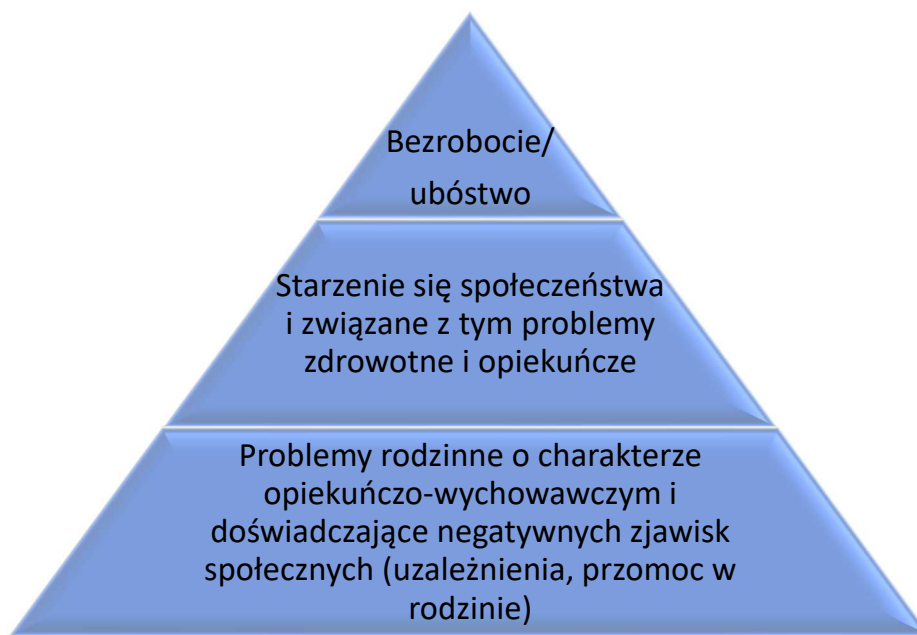 Bezrobocie/
ubóstwo
Starzenie się społeczeństwa
i związane z tym problemy
zdrowotne i opiekuńcze
Problemy rodzinne o charakterze
opiekuńczo-wychowawczym i
doświadczające negatywnych zjawisk
społecznych (uzależnienia, przomoc w
rodzinie)